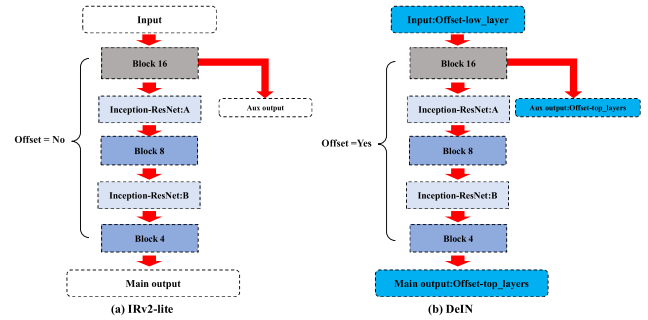 Input
Block 16
Inception-ResNet:A
Aux output
Offset = No
Block 8
Inception-ResNet:B
Block 4
Main output
(a) IRv2-lite
Input:Offset-low_layer
Block 16
Inception-ResNet:A
Aux output:Offset-top_layers
Offset =Yes
Block 8
Inception-ResNet:B
Block 4
Main output:Offset-top_layers
(b) DeIN